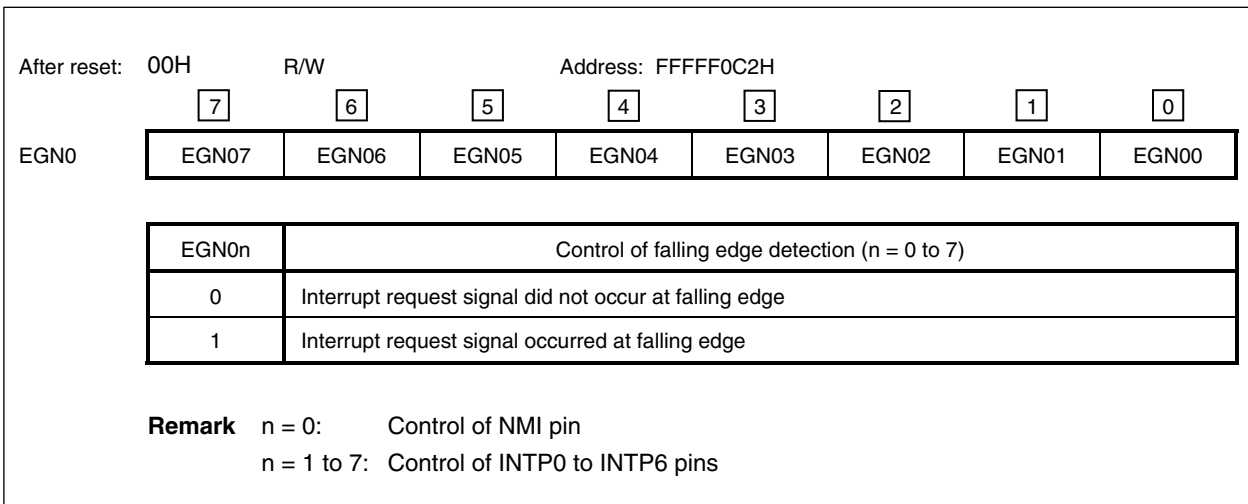 After reset: 00H R/W Address: FFFFF0C2H
7 6 5 4 3 2 1 0
EGN0 EGN07 EGN06 EGN05 EGN04 EGN03 EGN02 EGN01 EGN00
EGN0n Control of falling edge detection (n = 0 to 7)
0 Interrupt request signal did not occur at falling edge
1 Interrupt request signal occurred at falling edge
Remark n = 0: Control of NMI pin
n = 1 to 7: Control of INTP0 to INTP6 pins